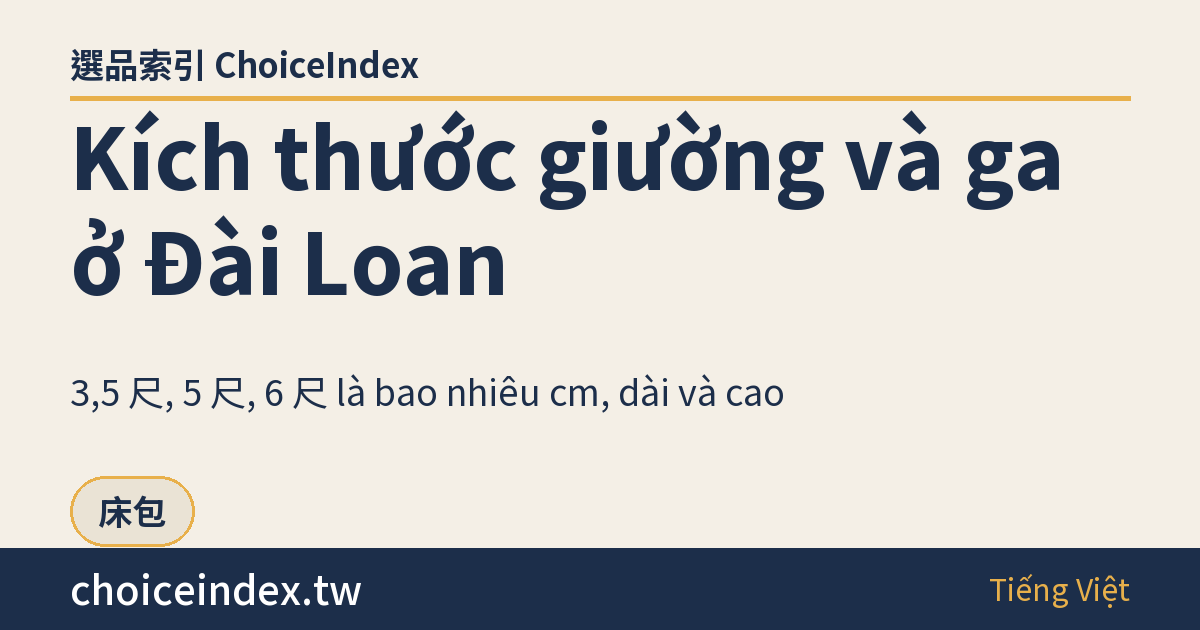 選品索引 ChoiceIndex
Kích thước giường và ga
ở Đài Loan
3,5 尺, 5 尺, 6 尺 là bao nhiêu cm, dài và cao
床包
choiceindex.tw
Tiếng Việt